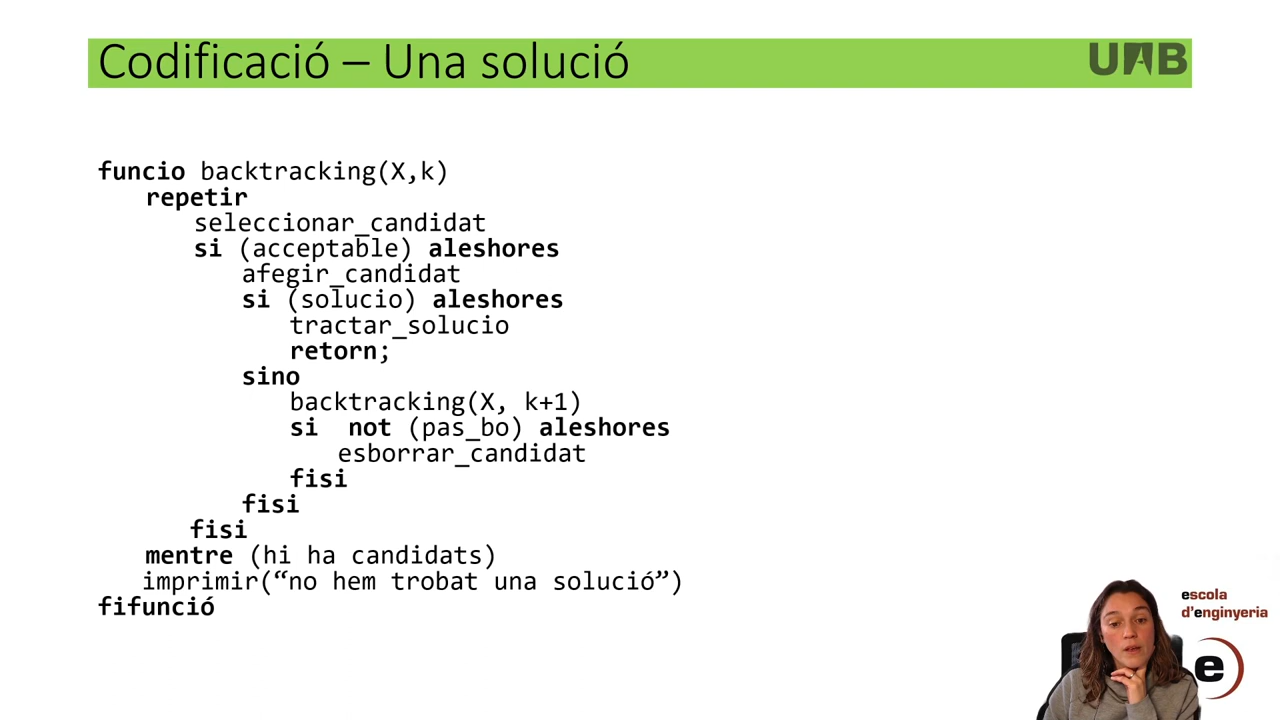 Codificació – Una solució
UAB
funcio backtracking(X,k)
repetir
seleccionar_candidat
si (acceptable) aleshores
afegir_candidat
si (solucio) aleshores
tractar_solucio
retorn;
sino
backtracking(X, k+1)
si  not (pas_bo) aleshores
esborrar_candidat
fisi
fisi
fisi
mentre (hi ha candidats)
imprimir(“no hem trobat una solució”)
fifunció
escola
d'enginyeria
e